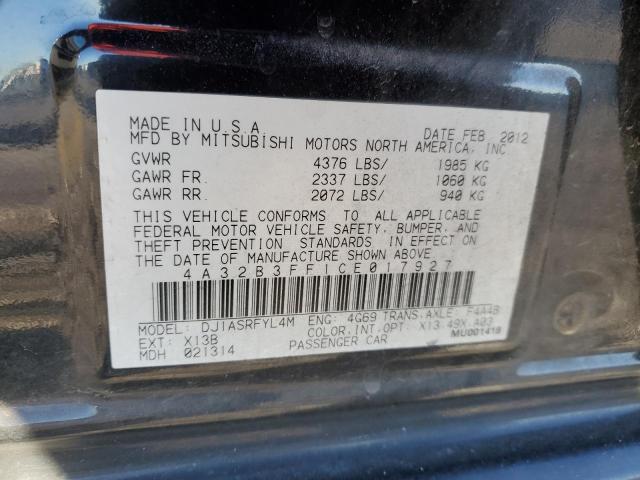 MADE IN U.S.A. DATE FEB 2012
MFD BY MITSUBISHI MOTORS NORTH AMERICA, INC
GVWR 4376 LBS/ 1985 KG
GAWR FR. 2337 LBS/ 1060 KG
GAWR RR. 2072 LBS/ 940 KG
THIS VEHICLE CONFORMS TO ALL APPLICABLE
FEDERAL MOTOR VEHICLE SAFETY, BUMPER, AND
THEFT PREVENTION STANDARDS IN EFFECT ON
THE DATE OF MANUFACTURE SHOWN ABOVE.
4A32B3FF1CE017927
MODEL: DJ1ASRFYL4M ENG: 4G69 TRANS.AXLE: F4A4B
EXT: X13B COLOR.INT.OPT: X13.49X.A03
MDH 021314 PASSENGER CAR MU001418